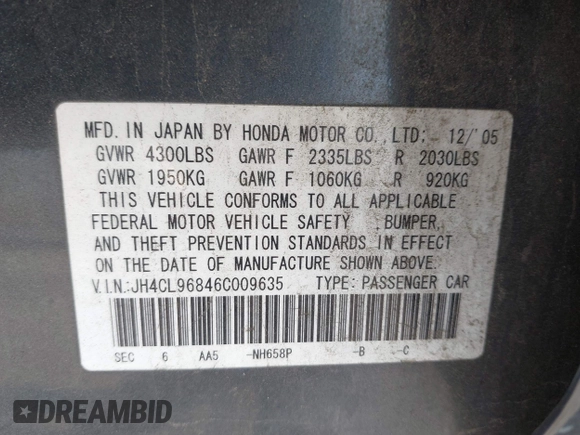 MFD. IN JAPAN BY HONDA MOTOR CO., LTD: 12/'05
GVWR 4300LBS GAWR F 2335LBS R 2030LBS
GVWR 1950KG GAWR F 1060KG R 920KG
THIS VEHICLE CONFORMS TO ALL APPLICABLE
FEDERAL MOTOR VEHICLE SAFETY , BUMPER,
AND THEFT PREVENTION STANDARDS IN EFFECT
ON THE DATE OF MANUFACTURE SHOWN ABOVE.
V.I.N.:JH4CL96846C009635 TYPE: PASSENGER CAR
SEC 6 AA5 -NH658P -B -C
DREAMBID